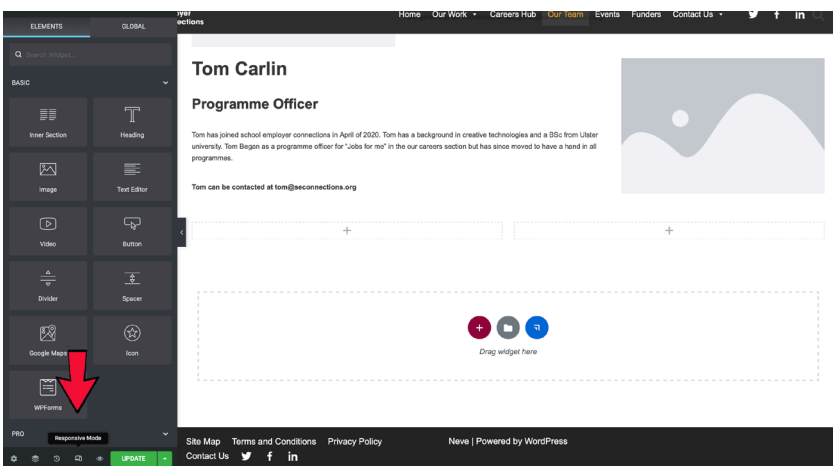 ELEMENTS
GLOBAL
Search Widget...
BASIC
Inner Section
Heading
Image
Text Editor
Video
Button
Divider
Spacer
Google Maps
Icon
WPForms
PRO
Responsive Mode
UPDATE
Home Our Work Careers Hub Our Team Events Funders Contact Us
Tom Carlin
Programme Officer
Tom has joined school employer connections in April of 2020. Tom has a background in creative technologies and a BSc from Ulster
university. Tom Began as a programme officer for "Jobs for me" in the our careers section but has since moved to have a hand in all
programmes.
Tom can be contacted at tom@seconnections.org
Drag widget here
Site Map Terms and Conditions Privacy Policy
Neve | Powered by WordPress
Contact Us